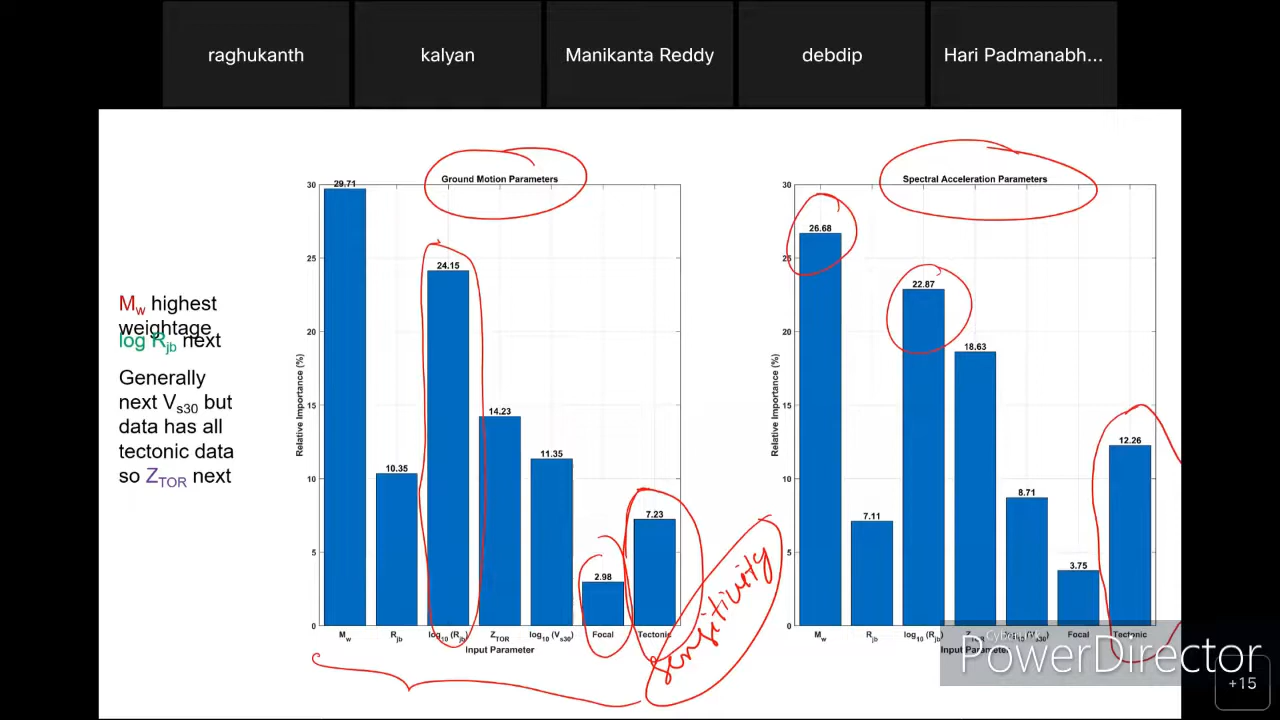 raghukanth
kalyan
Manikanta Reddy
debdip
Hari Padmanabh...
Mw highest
weightage
log Rjb next
Generally
next Vs30 but
data has all
tectonic data
so ZTOR next
Ground Motion Parameters
Relative Importance (%)
30
25
20
15
10
5
0
29.71
10.35
24.15
14.23
11.35
2.98
7.23
Mw
Rjb
log10 (Rjb)
ZTOR
log10 (Vs30)
Focal
Tectonic
Input Parameter
Sensitivity
Spectral Acceleration Parameters
Relative Importance (%)
30
25
20
15
10
5
0
26.68
7.11
22.87
18.63
8.71
3.75
12.26
Mw
Rjb
log10 (Rjb)
Focal
Tectonic
Input Parameter
PowerDirector
+15